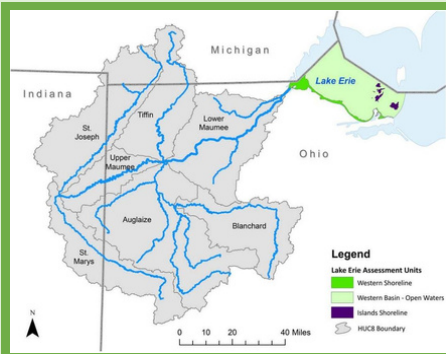 Michigan
Lake Erie
Indiana
Tiffin
Lower
Maumee
St.
Joseph
Ohio
Upper
Maumee
Auglaize
Blanchard
St.
Marys
Legend
Lake Erie Assessment Units
Western Shoreline
Western Basin - Open Waters
Islands Shoreline
HUC8 Boundary
N
0 10 20 40 Miles